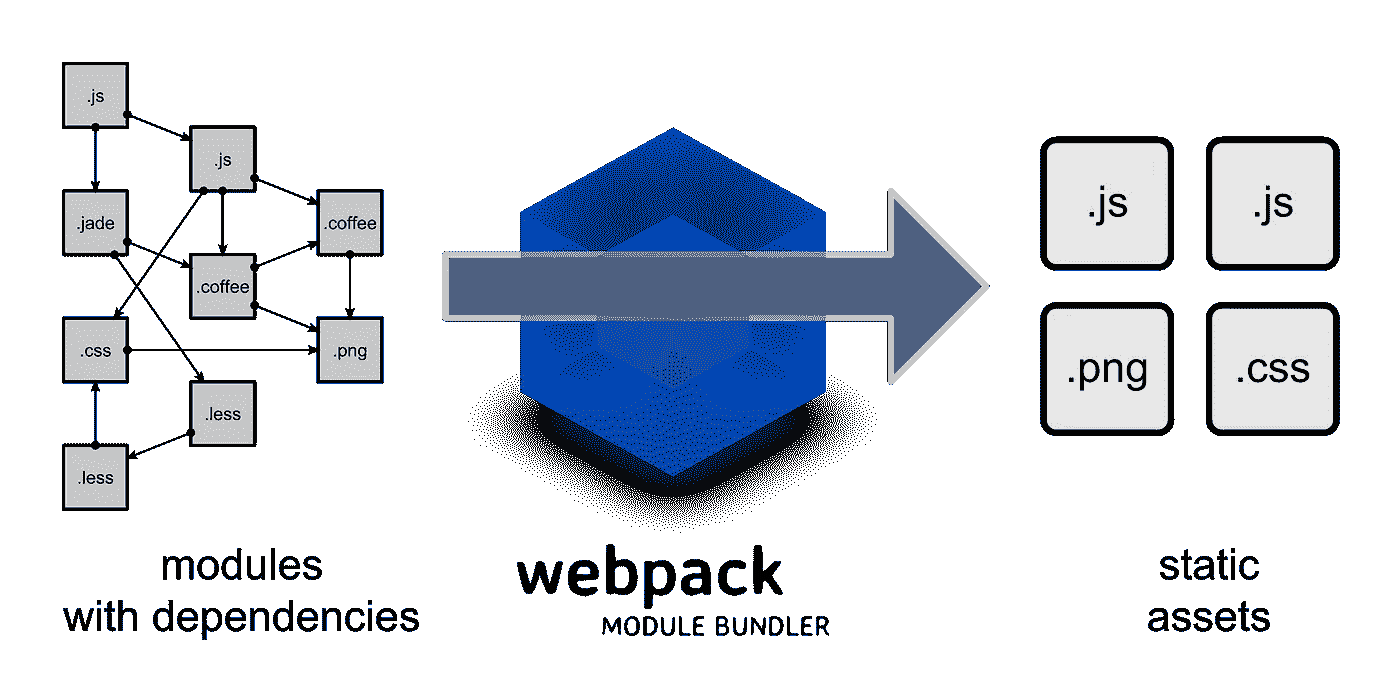 .js
.js
.jade
.coffee
.coffee
.css
.png
.less
.less
modules
with dependencies
webpack
MODULE BUNDLER
.js
.js
.png
.css
static
assets